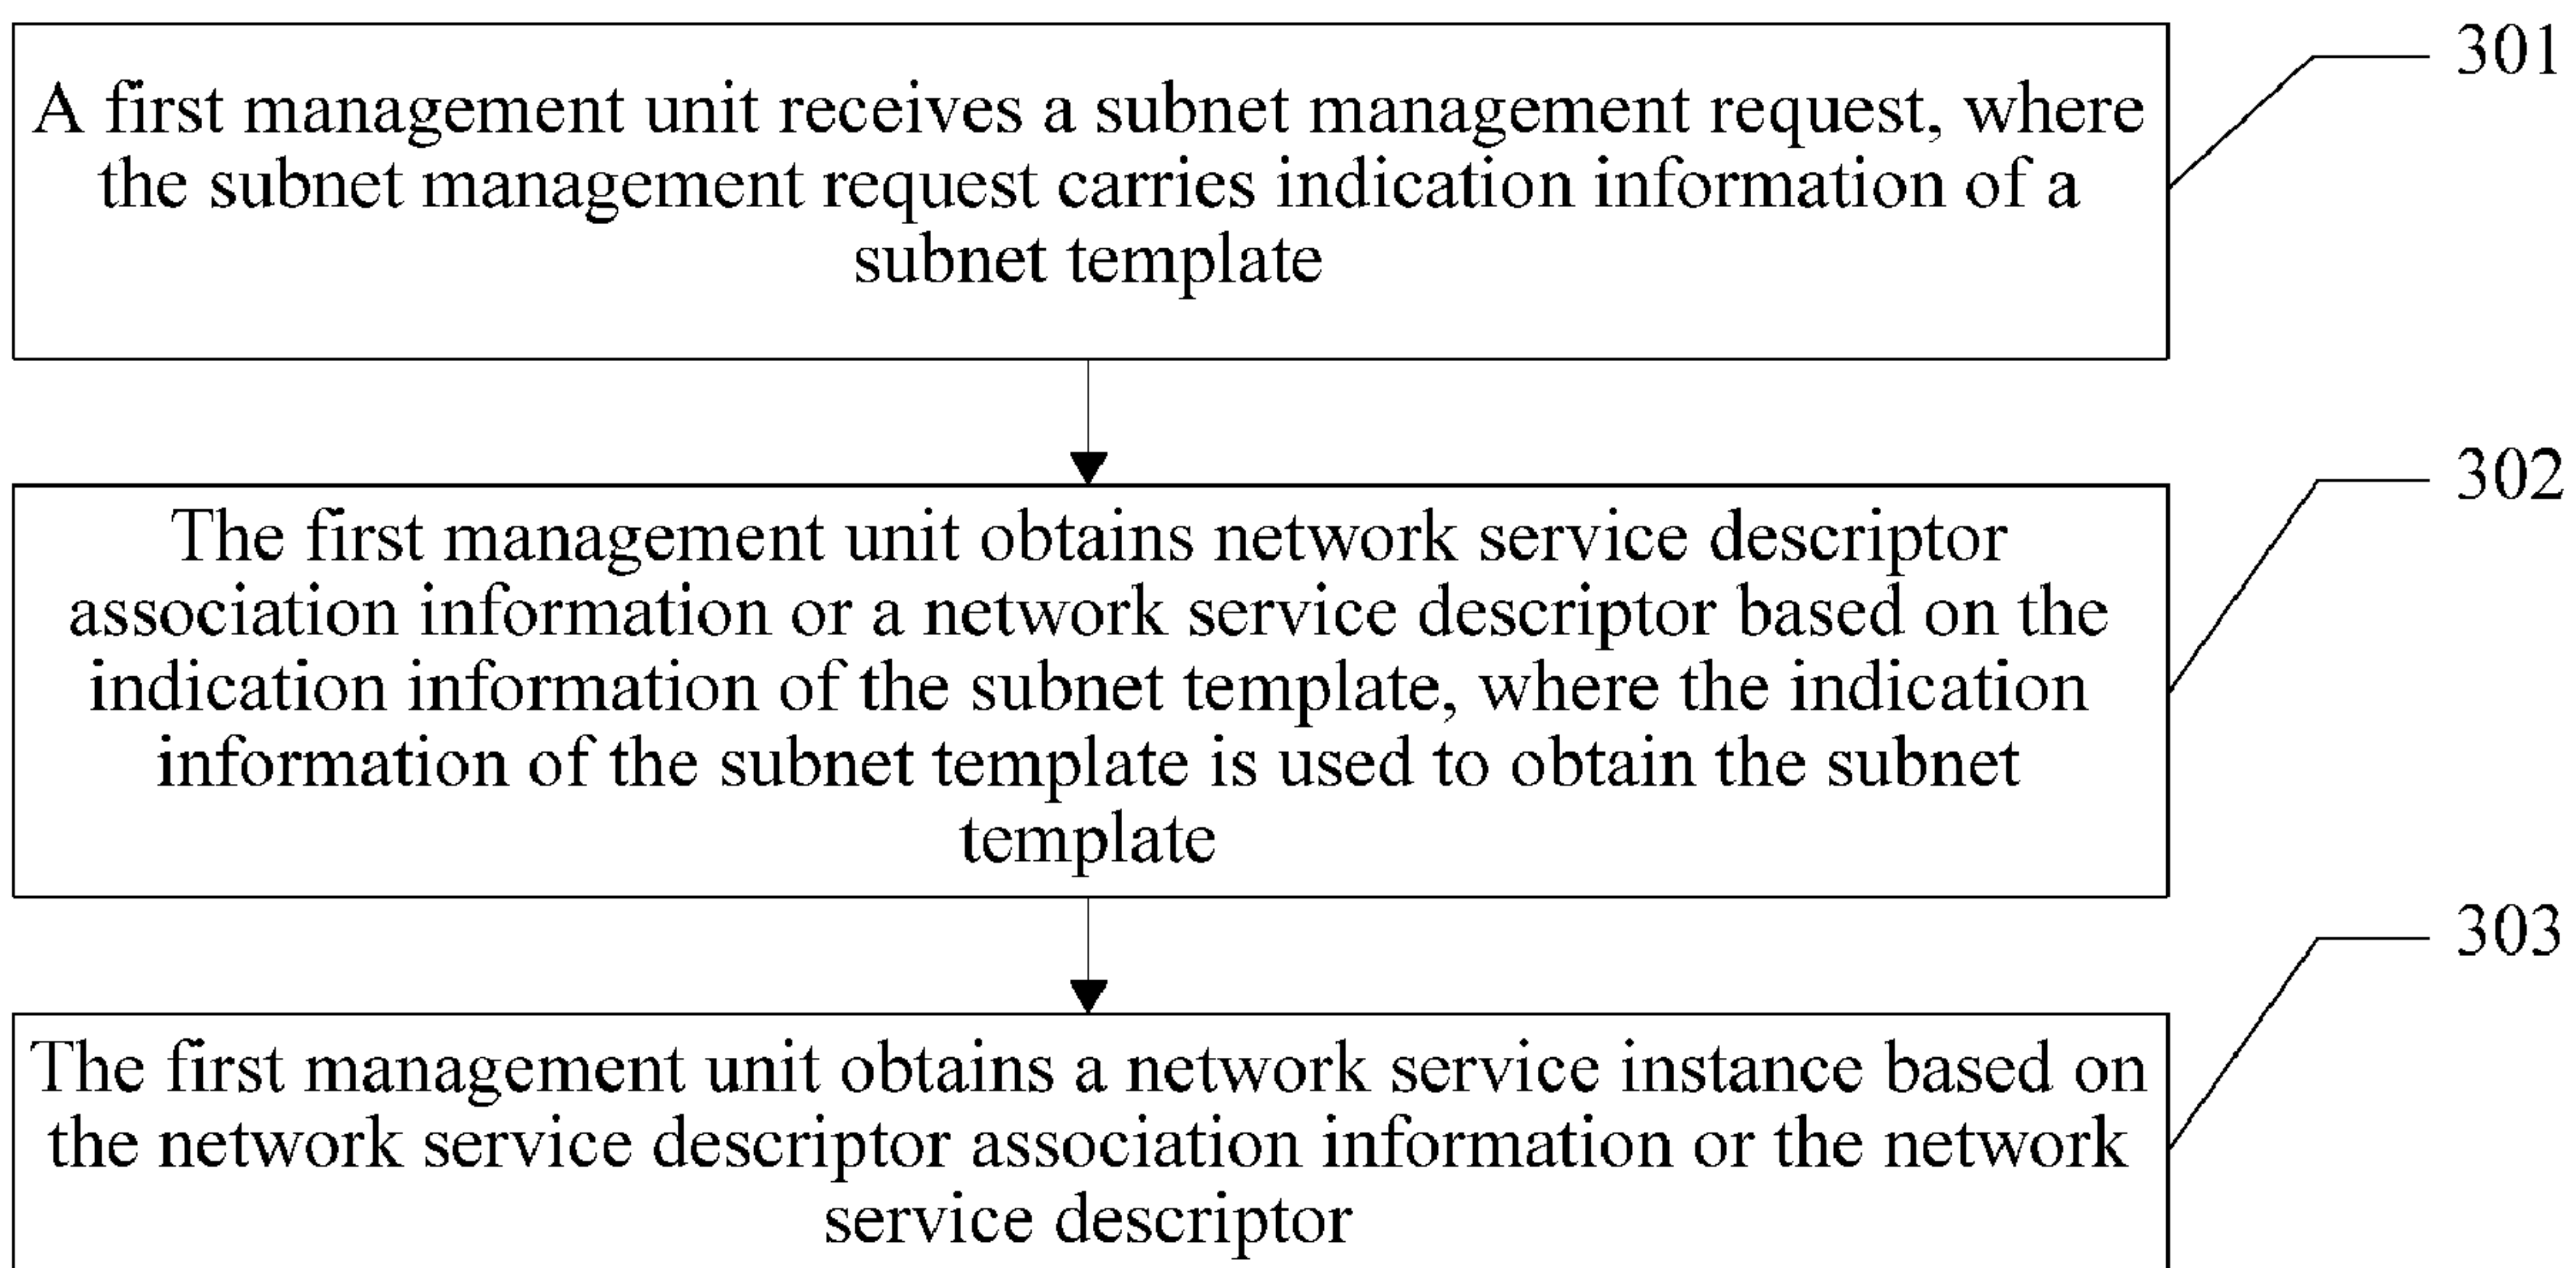 A first management unit receives a subnet management request, where
the subnet management request carries indication information of a
subnet template
301
The first management unit obtains network service descriptor
association information or a network service descriptor based on the
indication information of the subnet template, where the indication
information of the subnet template is used to obtain the subnet
template
302
The first management unit obtains a network service instance based on
the network service descriptor association information or the network
service descriptor
303